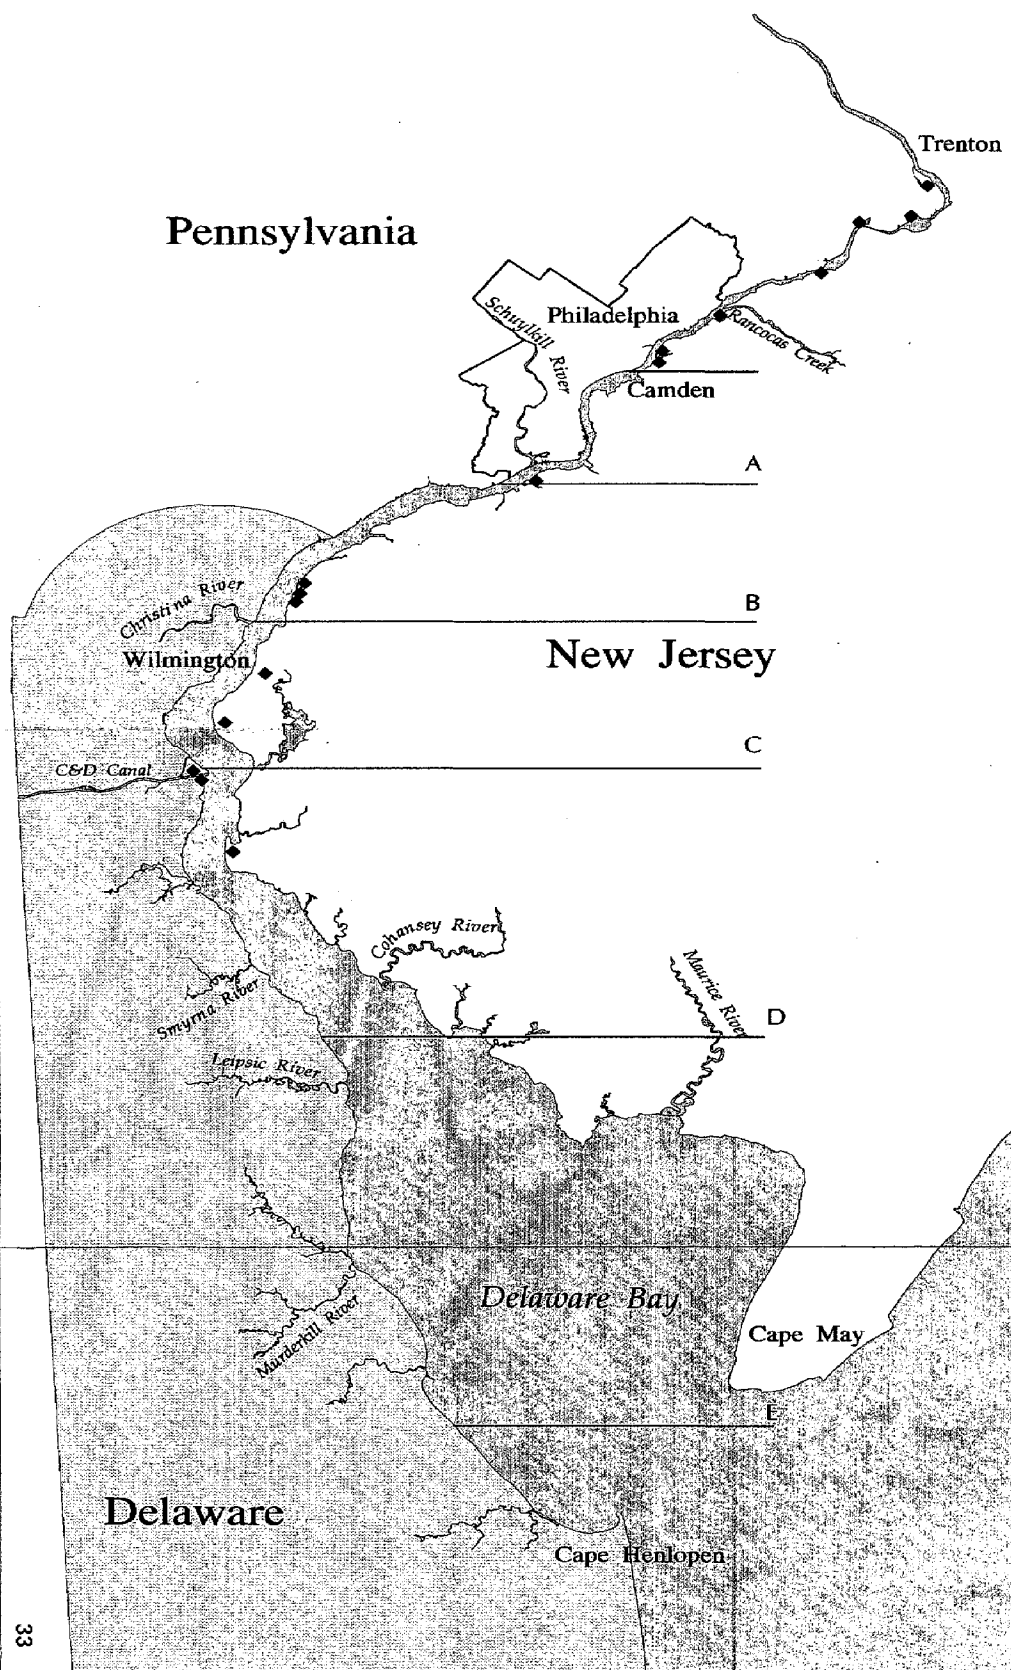 Trenton
Pennsylvania
Schuylkill River
Philadelphia
Rancocas Creek
Camden
A
Christina River
B
Wilmington
New Jersey
C
C&D Canal
Cohansey River
Maurice River
Smyrna River
D
Leipsic River
Delaware Bay
Murderkill River
Cape May
E
Delaware
Cape Henlopen
33